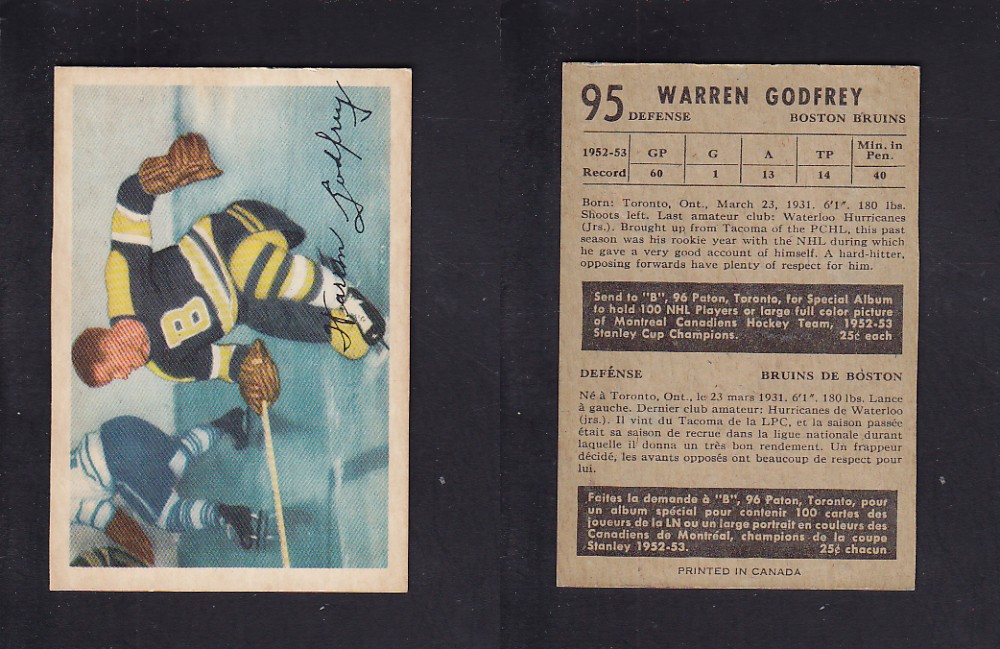 Warren Godfrey
B
95 WARREN GODFREY
DEFENSE BOSTON BRUINS
1952-53 Record GP G A TP Min. in Pen.
60 1 13 14 40
Born: Toronto, Ont., March 23, 1931. 6'1". 180 lbs.
Shoots left. Last amateur club: Waterloo Hurricanes
(Jrs.). Brought up from Tacoma of the PCHL, this past
season was his rookie year with the NHL during which
he gave a very good account of himself. A hard-hitter,
opposing forwards have plenty of respect for him.
Send to "B", 96 Paton, Toronto, for Special Album
to hold 100 NHL Players or large full color picture
of Montreal Canadiens Hockey Team, 1952-53
Stanley Cup Champions. 25¢ each
DEFENSE BRUINS DE BOSTON
Né à Toronto, Ont., le 23 mars 1931. 6'1". 180 lbs. Lance
à gauche. Dernier club amateur: Hurricanes de Waterloo
(jrs.). Il vint du Tacoma de la LPC, et la saison passée
était sa saison de recrue dans la ligue nationale durant
laquelle il donna un très bon rendement. Un frappeur
décidé, les avants opposés ont beaucoup de respect pour
lui.
Faites la demande à "B", 96 Paton, Toronto, pour
un album spécial pour contenir 100 cartes des
joueurs de la LN ou un large portrait en couleurs des
Canadiens de Montréal, champions de la coupe
Stanley 1952-53. 25¢ chacun
PRINTED IN CANADA